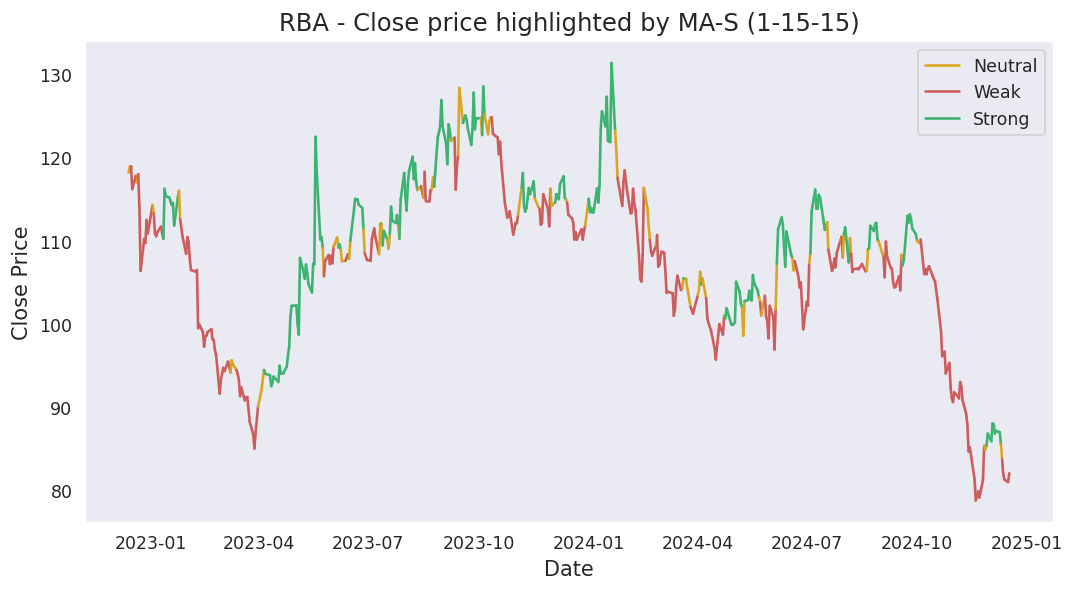 RBA - Close price highlighted by MA-S (1-15-15)
Neutral
Weak
Strong
Close Price
130
120
110
100
90
80
2023-01 2023-04 2023-07 2023-10 2024-01 2024-04 2024-07 2024-10 2025-01
Date